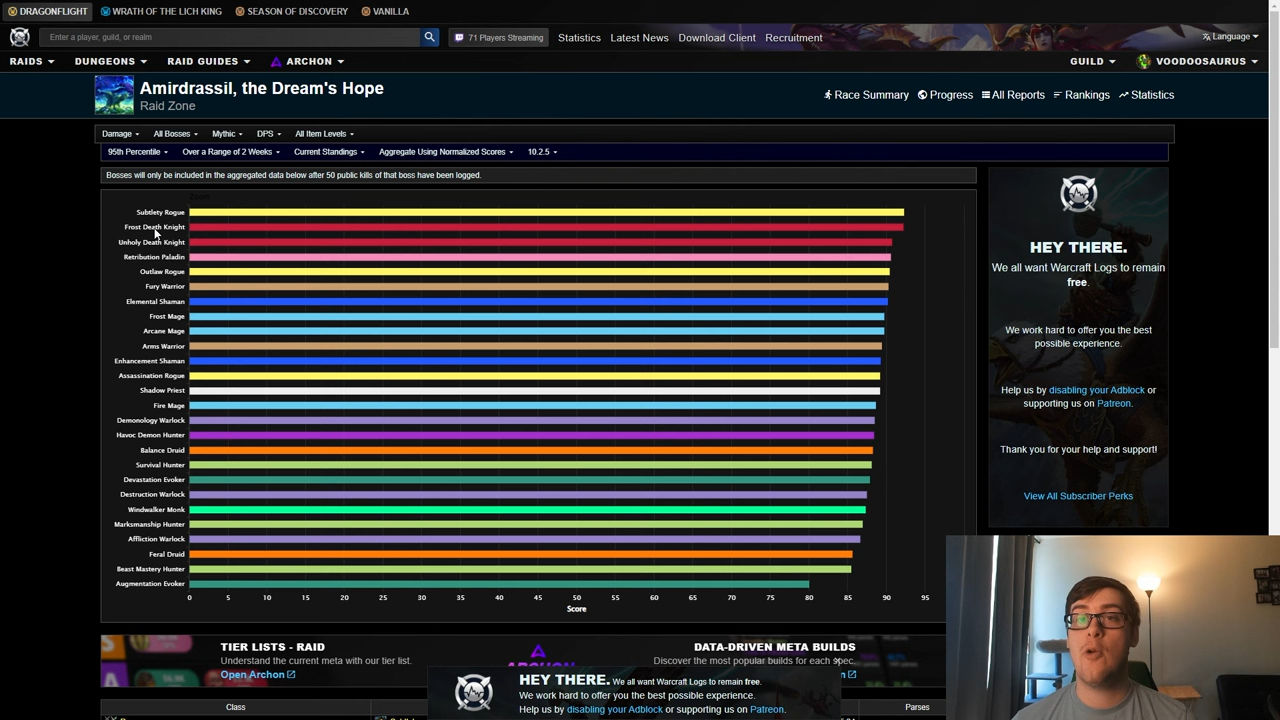 DRAGONFLIGHT WRATH OF THE LICH KING SEASON OF DISCOVERY VANILLA
Enter a player, guild, or realm 71 Players Streaming Statistics Latest News Download Client Recruitment Language
RAIDS DUNGEONS RAID GUIDES ARCHON GUILD VOODOOSAURUS
Amirdrassil, the Dream's Hope
Raid Zone
Race Summary Progress All Reports Rankings Statistics
Damage All Bosses Mythic DPS All Item Levels
95th Percentile Over a Range of 2 Weeks Current Standings Aggregate Using Normalized Scores 10.2.5
Bosses will only be included in the aggregated data below after 50 public kills of that boss have been logged.
Subtlety Rogue
Frost Death Knight
Unholy Death Knight
Retribution Paladin
Outlaw Rogue
Fury Warrior
Elemental Shaman
Frost Mage
Arcane Mage
Arms Warrior
Enhancement Shaman
Assassination Rogue
Shadow Priest
Fire Mage
Demonology Warlock
Havoc Demon Hunter
Balance Druid
Survival Hunter
Devastation Evoker
Destruction Warlock
Windwalker Monk
Marksmanship Hunter
Affliction Warlock
Feral Druid
Beast Mastery Hunter
Augmentation Evoker
0 5 10 15 20 25 30 35 40 45 50 55 60 65 70 75 80 85 90 95
Score
HEY THERE.
We all want Warcraft Logs to remain
free.
We work hard to offer you the best
possible experience.
Help us by disabling your Adblock or
supporting us on Patreon.
Thank you for your help and support!
View All Subscriber Perks
TIER LISTS - RAID
Understand the current meta with our tier list.
Open Archon
ARCHON
DATA-DRIVEN META BUILDS
Discover the most popular builds for each spec.
HEY THERE. We all want Warcraft Logs to remain free.
We work hard to offer you the best possible experience.
Help us by disabling your Adblock or supporting us on Patreon.
Class Parses